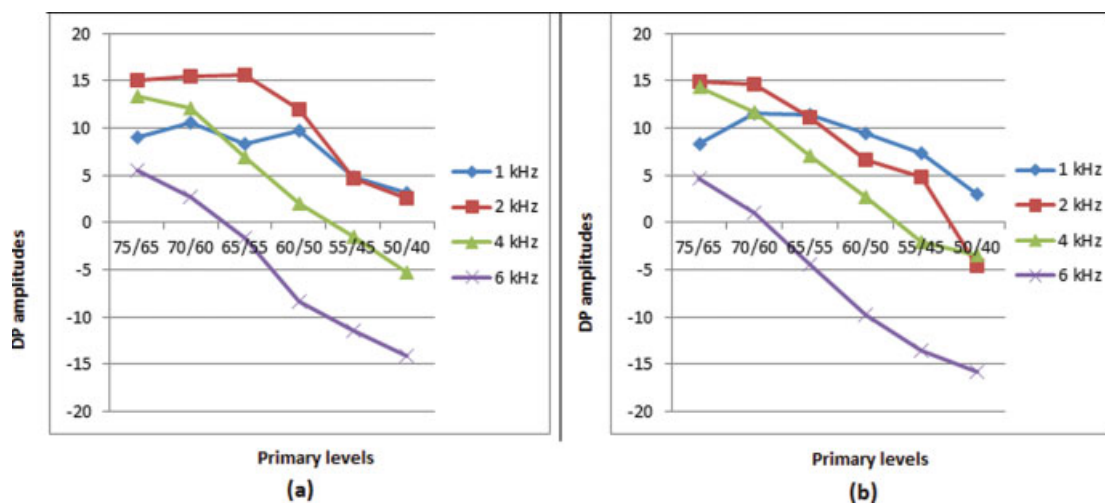 20
15
10
5
0
-5
-10
-15
-20
75/65 70/60 65/55 60/50 55/45 50/40
DP amplitudes
Primary levels
1 kHz
2 kHz
4 kHz
6 kHz
(a)
20
15
10
5
0
-5
-10
-15
-20
75/65 70/60 65/55 60/50 55/45 50/40
DP amplitudes
Primary levels
1 kHz
2 kHz
4 kHz
6 kHz
(b)